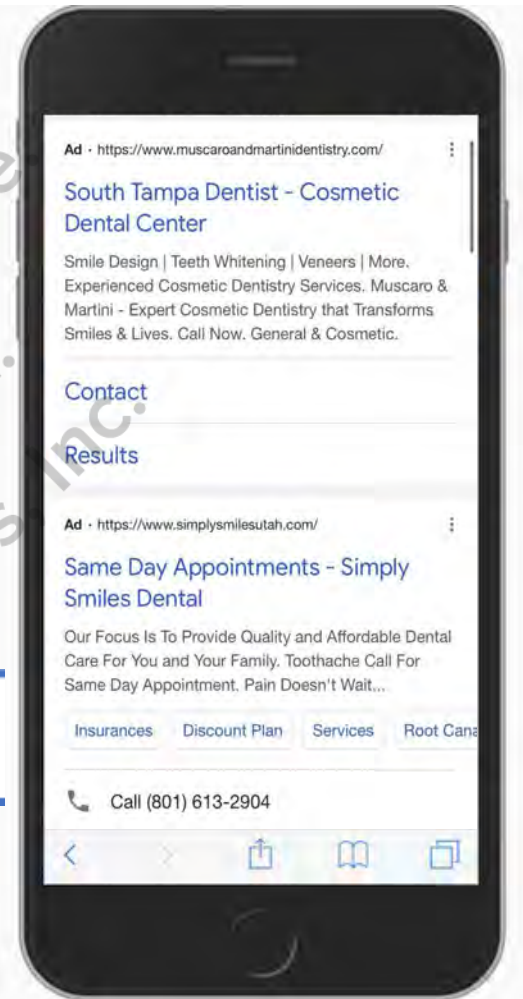 Ad · https://www.muscaroandmartinidentistry.com/
South Tampa Dentist - Cosmetic
Dental Center
Smile Design | Teeth Whitening | Veneers | More.
Experienced Cosmetic Dentistry Services. Muscaro &
Martini - Expert Cosmetic Dentistry that Transforms
Smiles & Lives. Call Now. General & Cosmetic.
Contact
Results
Ad · https://www.simplysmilesutah.com/
Same Day Appointments - Simply
Smiles Dental
Our Focus Is To Provide Quality and Affordable Dental
Care For You and Your Family. Toothache Call For
Same Day Appointment. Pain Doesn't Wait...
Insurances Discount Plan Services Root Cana
Call (801) 613-2904
s, Inc.